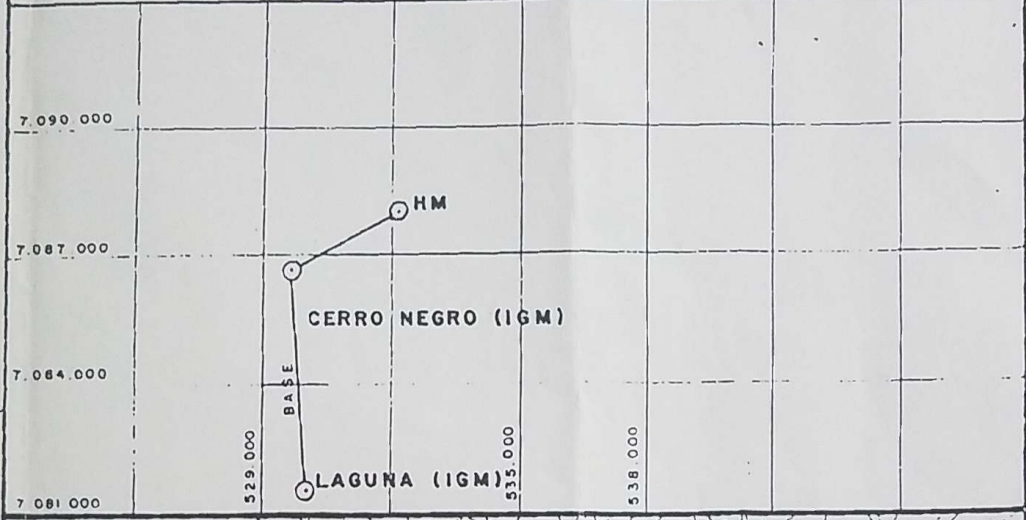 7.090 000
HM
7.087 000
CERRO NEGRO (IGM)
7.084.000
BASE
529.000
535.000
538.000
LAGUNA (IGM)
7 081 000